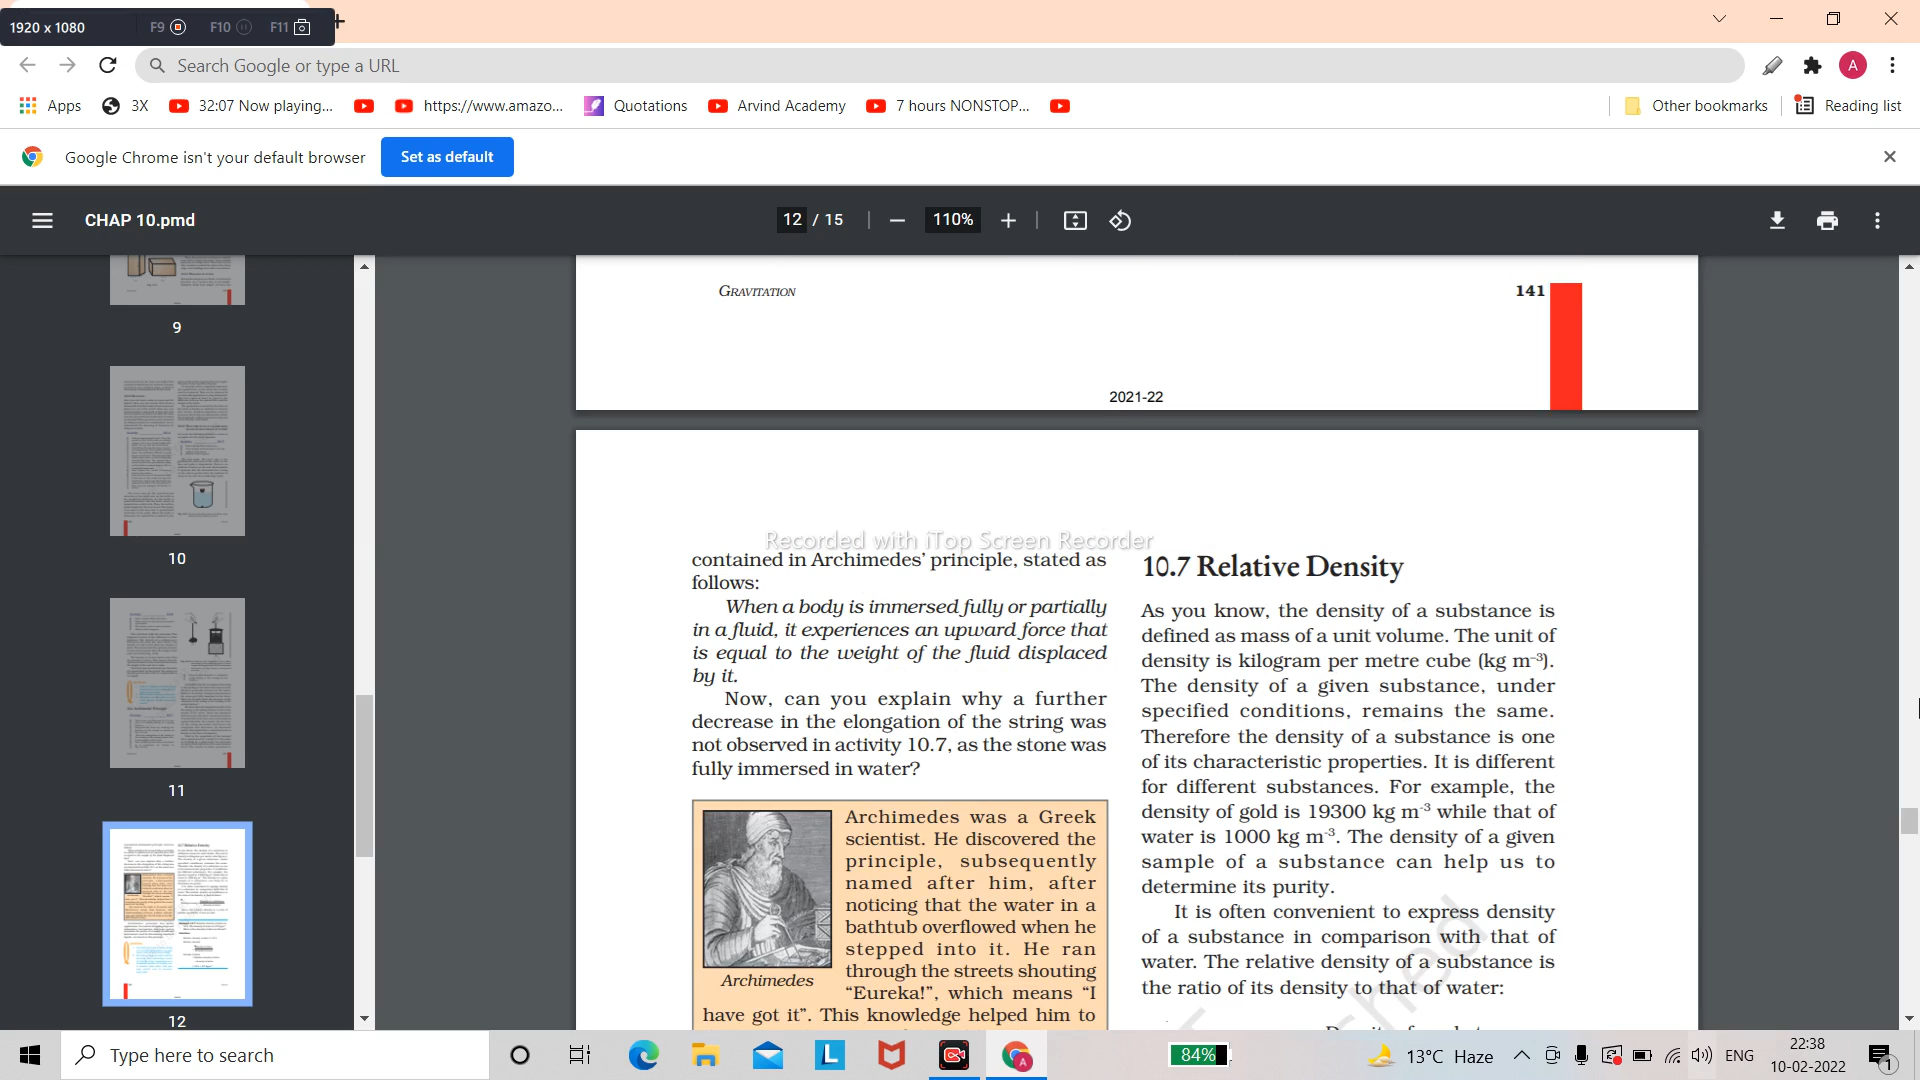 1920 x 1080 F9 F10 F11
Search Google or type a URL
A
Apps 3X 32:07 Now playing... https://www.amazo... Quotations Arvind Academy 7 hours NONSTOP... Other bookmarks Reading list
Google Chrome isn't your default browser Set as default
CHAP 10.pmd 12 / 15 110%
9
10
11
12
GRAVITATION 141
2021-22
Recorded with iTop Screen Recorder
contained in Archimedes' principle, stated as
follows:
When a body is immersed fully or partially
in a fluid, it experiences an upward force that
is equal to the weight of the fluid displaced
by it.
Now, can you explain why a further
decrease in the elongation of the string was
not observed in activity 10.7, as the stone was
fully immersed in water?
Archimedes was a Greek
scientist. He discovered the
principle, subsequently
named after him, after
noticing that the water in a
bathtub overflowed when he
stepped into it. He ran
through the streets shouting
"Eureka!", which means "I
have got it". This knowledge helped him to
Archimedes
10.7 Relative Density
As you know, the density of a substance is
defined as mass of a unit volume. The unit of
density is kilogram per metre cube (kg m⁻³).
The density of a given substance, under
specified conditions, remains the same.
Therefore the density of a substance is one
of its characteristic properties. It is different
for different substances. For example, the
density of gold is 19300 kg m⁻³ while that of
water is 1000 kg m⁻³. The density of a given
sample of a substance can help us to
determine its purity.
It is often convenient to express density
of a substance in comparison with that of
water. The relative density of a substance is
the ratio of its density to that of water:
Type here to search
84%
13°C Haze
ENG
22:38
10-02-2022
1